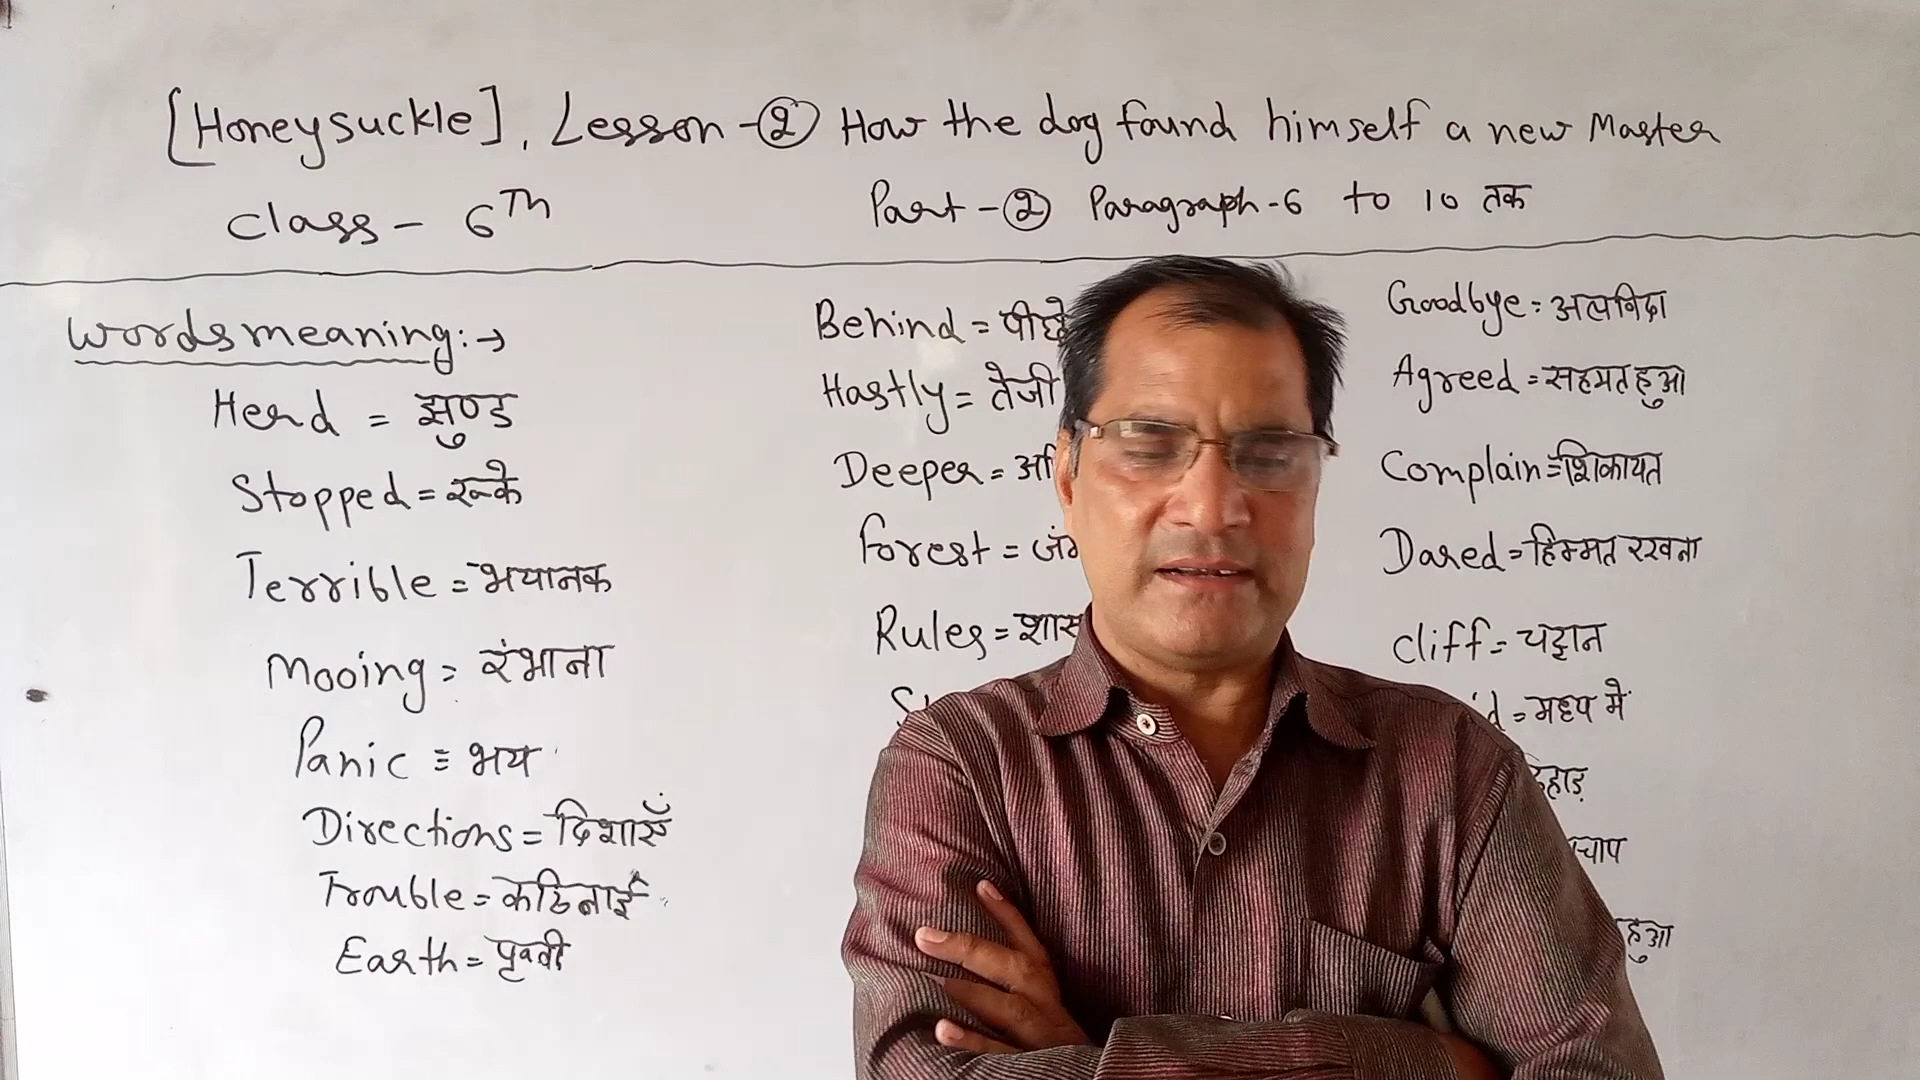 [Honeysuckle], Lesson-② How the dog found himself a new Master
Class - 6Th
Part-② Paragraph-6 to 10 तक
Words meaning:→
Herd = झुण्ड
Stopped = रूके
Terrible = भयानक
Mooing = रंभाना
Panic = भय
Directions = दिशाएँ
Trouble = कठिनाई
Earth = पृथ्वी
Behind = पीछे
Hastly = तेजी
Deeper =
Forest =
Rules =
Goodbye = अलविदा
Agreed = सहमत हुआ
Complain = शिकायत
Dared = हिम्मत रखना
Cliff = चट्टान
= मध्य में
हुआ